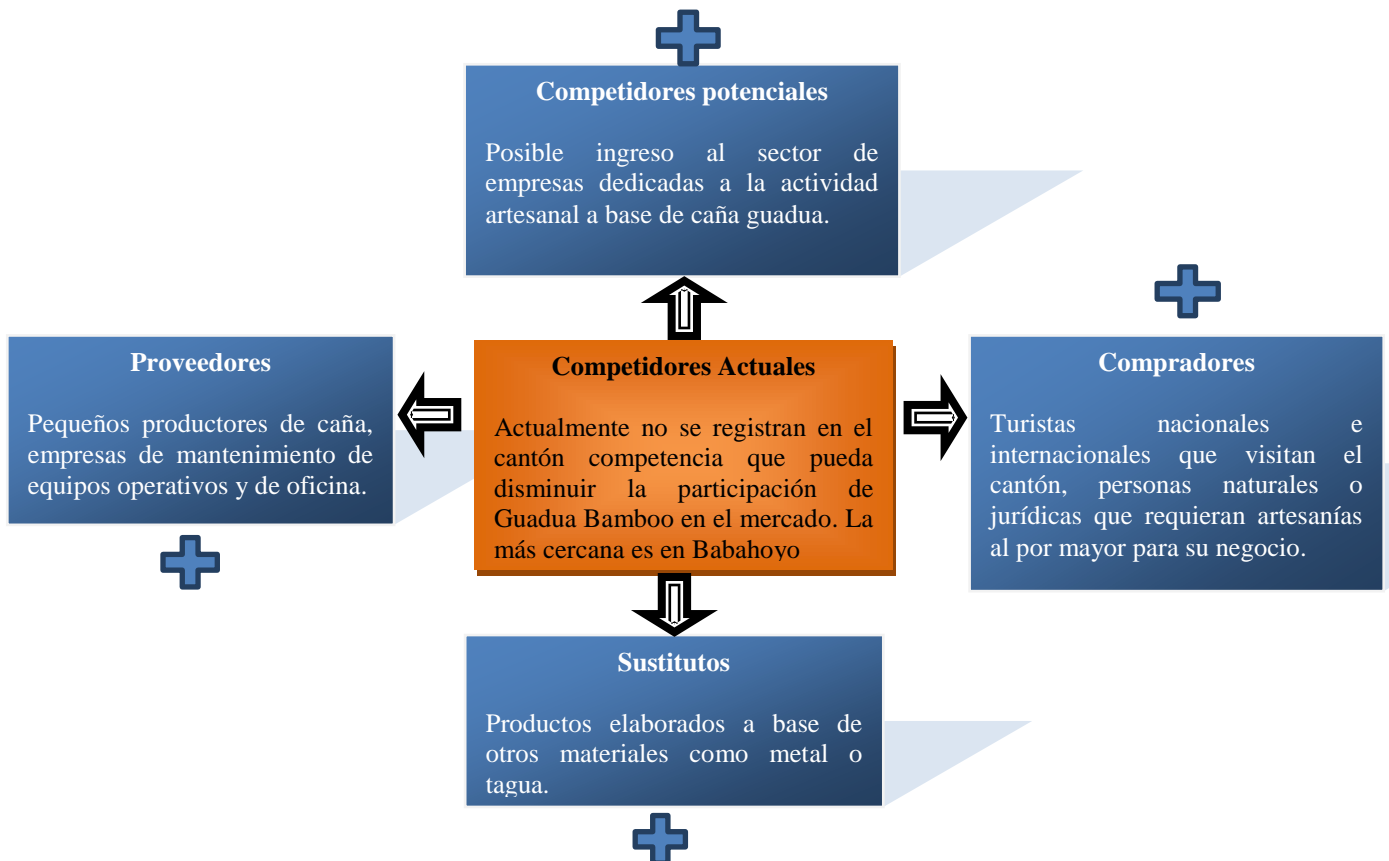 Competidores potenciales
Posible ingreso al sector de
empresas dedicadas a la actividad
artesanal a base de caña guadua.
Proveedores
Pequeños productores de caña,
empresas de mantenimiento de
equipos operativos y de oficina.
Competidores Actuales
Actualmente no se registran en el
cantón competencia que pueda
disminuir la participación de
Guadua Bamboo en el mercado. La
más cercana es en Babahoyo
Compradores
Turistas nacionales e
internacionales que visitan el
cantón, personas naturales o
jurídicas que requieran artesanías
al por mayor para su negocio.
Sustitutos
Productos elaborados a base de
otros materiales como metal o
tagua.